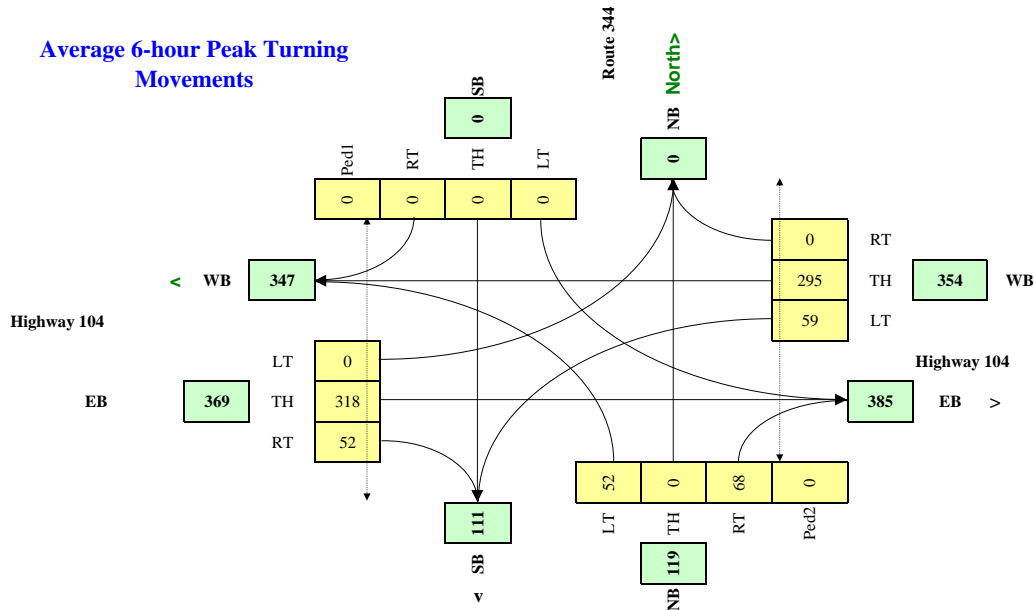 Average 6-hour Peak Turning
Movements
Route 344
North>
SB
NB
0
0
Ped1
RT
TH
LT
0
0
0
0
0
RT
< WB 347
295
TH
354
WB
59
LT
Highway 104
LT
0
Highway 104
EB
369
TH
318
385
EB >
RT
52
52
0
68
0
111
LT
TH
RT
Ped2
SB
119
NB
v